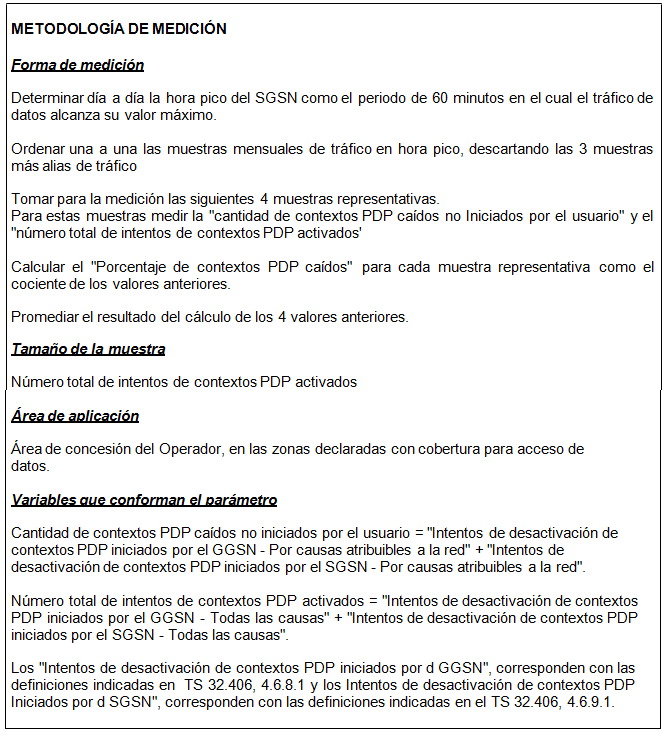 METODOLOGÍA DE MEDICIÓN
Forma de medición
Determinar día a día la hora pico del SGSN como el periodo de 60 minutos en el cual el tráfico de
datos alcanza su valor máximo.
Ordenar una a una las muestras mensuales de tráfico en hora pico, descartando las 3 muestras
más alias de tráfico
Tomar para la medición las siguientes 4 muestras representativas.
Para estas muestras medir la "cantidad de contextos PDP caídos no Iniciados por el usuario" y el
"número total de intentos de contextos PDP activados'
Calcular el "Porcentaje de contextos PDP caídos" para cada muestra representativa como el
cociente de los valores anteriores.
Promediar el resultado del cálculo de los 4 valores anteriores.
Tamaño de la muestra
Número total de intentos de contextos PDP activados
Área de aplicación
Área de concesión del Operador, en las zonas declaradas con cobertura para acceso de
datos.
Variables que conforman el parámetro
Cantidad de contextos PDP caídos no iniciados por el usuario = "Intentos de desactivación de
contextos PDP iniciados por el GGSN - Por causas atribuibles a la red" + "Intentos de
desactivación de contextos PDP iniciados por el SGSN - Por causas atribuibles a la red".
Número total de intentos de contextos PDP activados = "Intentos de desactivación de contextos
PDP iniciados por el GGSN - Todas las causas" + "Intentos de desactivación de contextos PDP
iniciados por el SGSN - Todas las causas".
Los "Intentos de desactivación de contextos PDP iniciados por d GGSN", corresponden con las
definiciones indicadas en TS 32.406, 4.6.8.1 y los Intentos de desactivación de contextos PDP
Iniciados por d SGSN", corresponden con las definiciones indicadas en el TS 32.406, 4.6.9.1.